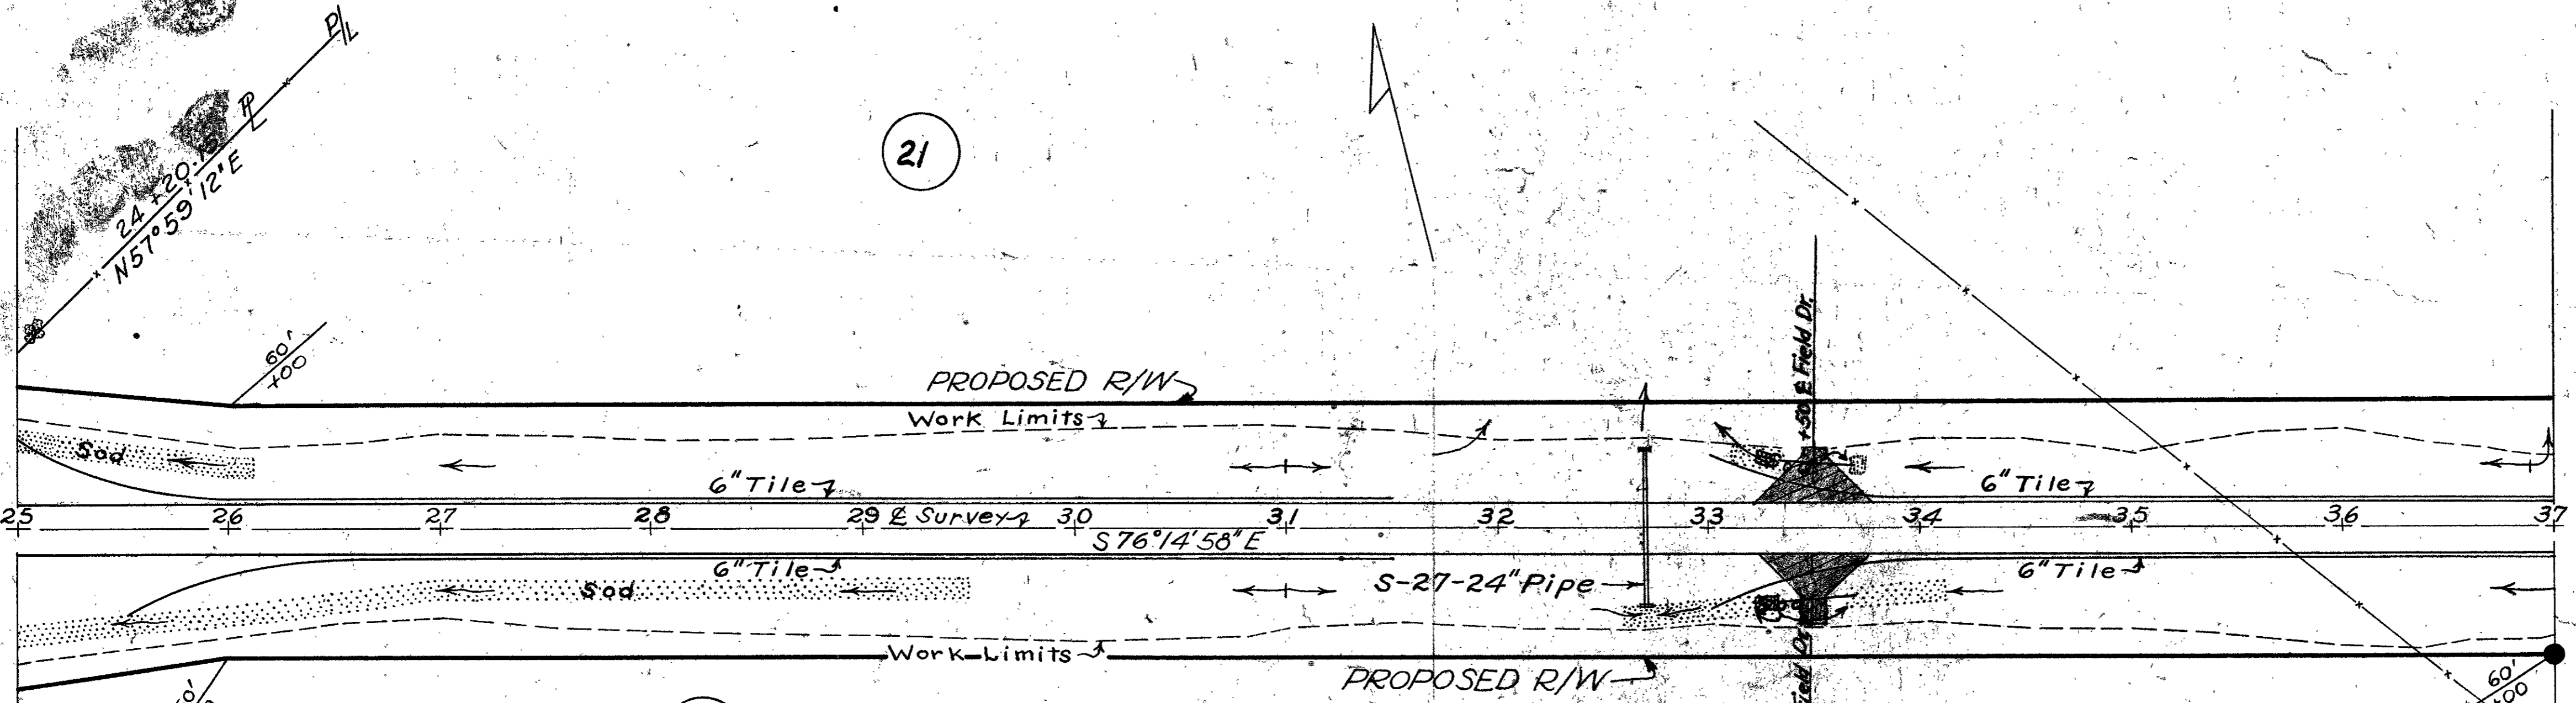 P/L
P/L
24 + 20.
N57°59'12"E
21
60'
+00
PROPOSED R/W
Work Limits
+50 ℄ Field Dr.
Sod
6" Tile
6" Tile
25 26 27 28 29 ℄ Survey 30 31 32 33 34 35 36 37
S76°14'58"E
6" Tile
6" Tile
Sod
S-27-24" Pipe
Work Limits
PROPOSED R/W
Field Dr.
60'
+00